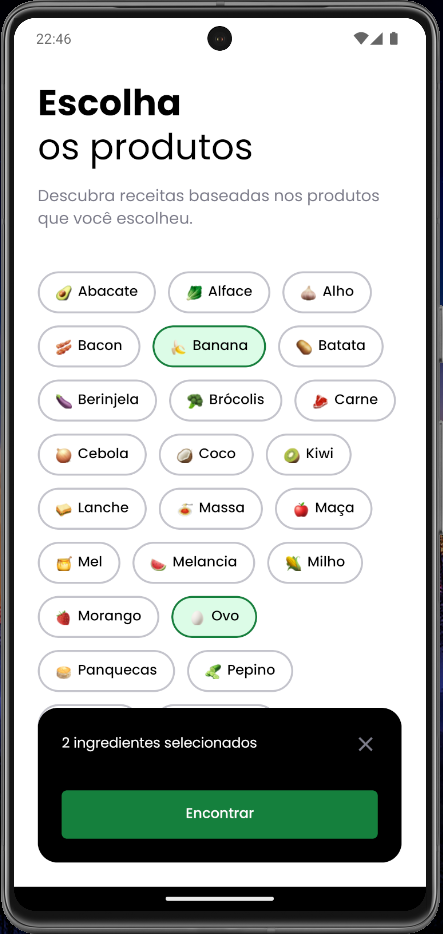 22:46
Escolha
os produtos
Descubra receitas baseadas nos produtos
que você escolheu.
Abacate Alface Alho
Bacon Banana Batata
Berinjela Brócolis Carne
Cebola Coco Kiwi
Lanche Massa Maça
Mel Melancia Milho
Morango Ovo
Panquecas Pepino
2 ingredientes selecionados
Encontrar